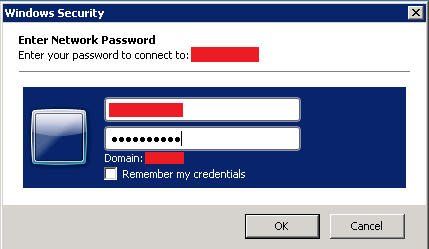 Windows Security
Enter Network Password
Enter your password to connect to:
••••••••••
Domain:
Remember my credentials
OK
Cancel